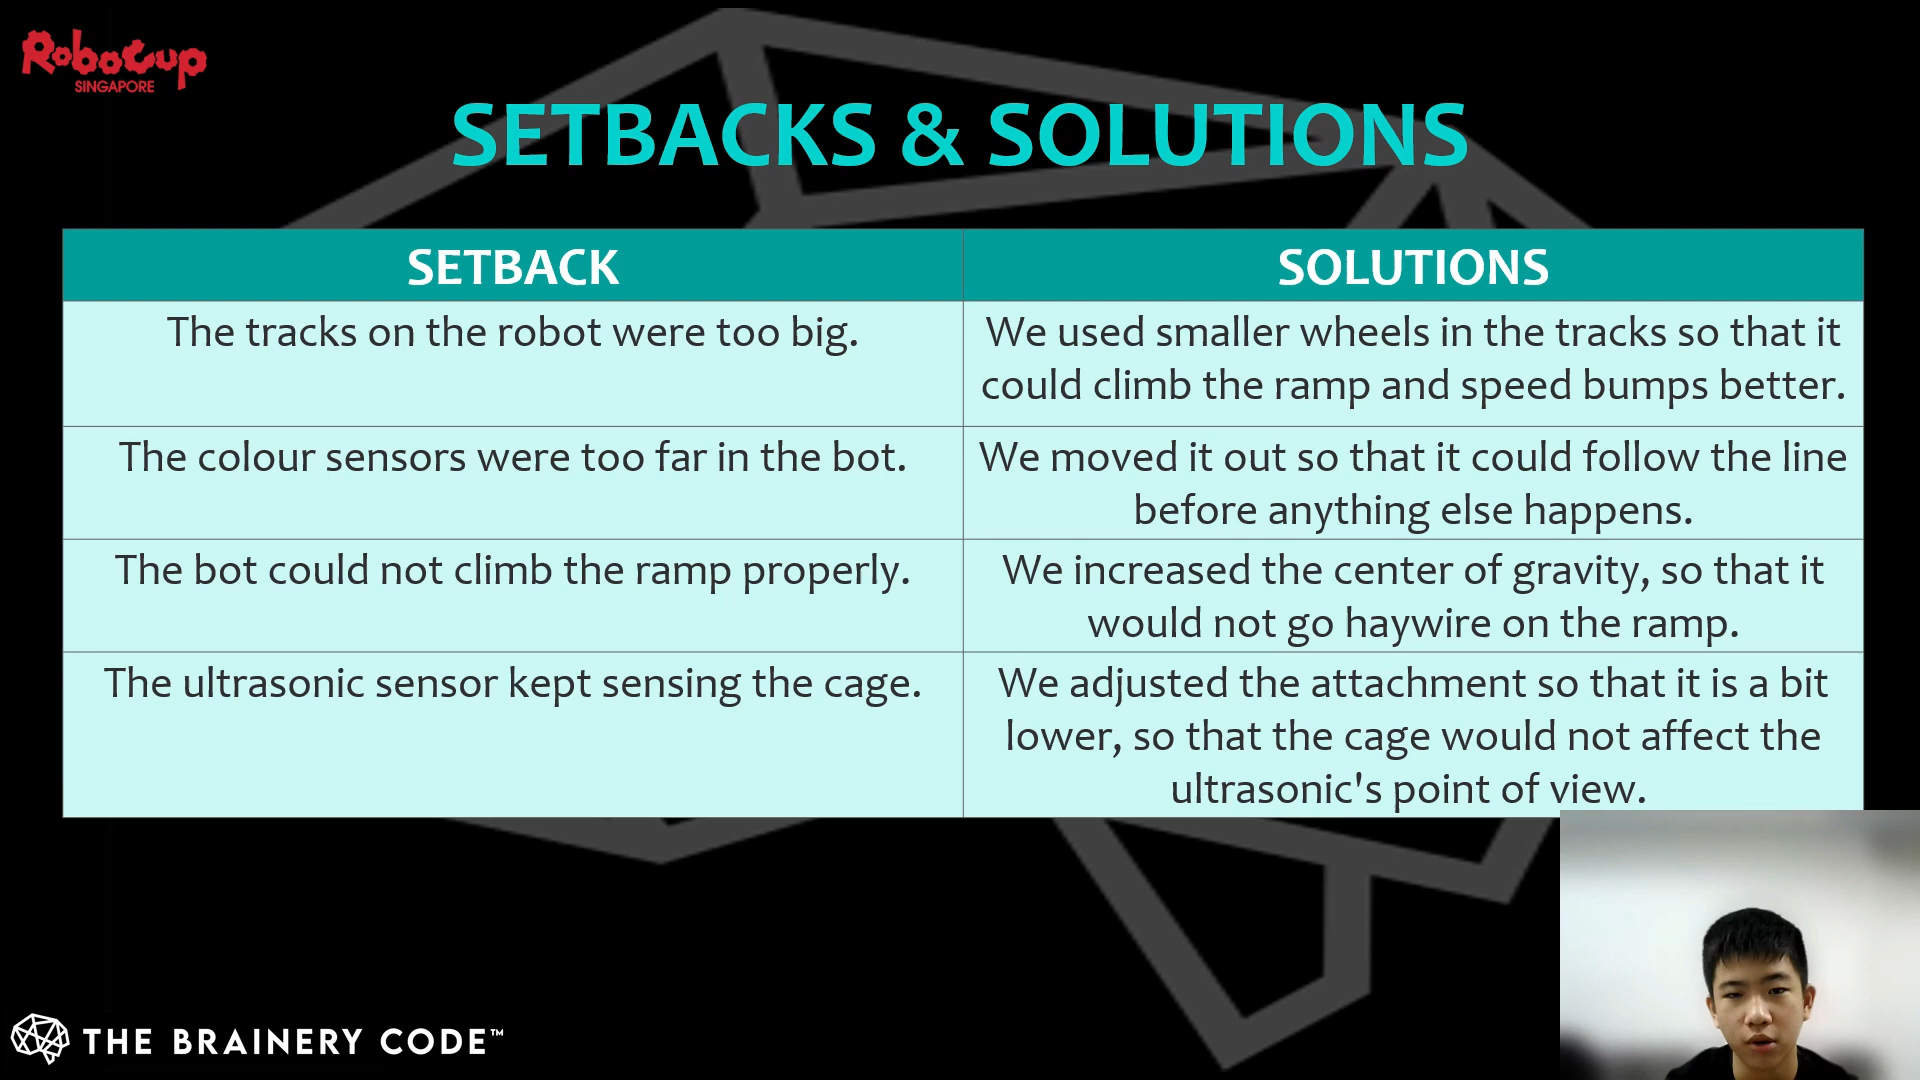 RoboCup
SINGAPORE
SETBACKS & SOLUTIONS
SETBACK
SOLUTIONS
The tracks on the robot were too big.
We used smaller wheels in the tracks so that it
could climb the ramp and speed bumps better.
The colour sensors were too far in the bot.
We moved it out so that it could follow the line
before anything else happens.
The bot could not climb the ramp properly.
We increased the center of gravity, so that it
would not go haywire on the ramp.
The ultrasonic sensor kept sensing the cage.
We adjusted the attachment so that it is a bit
lower, so that the cage would not affect the
ultrasonic's point of view.
THE BRAINERY CODE™